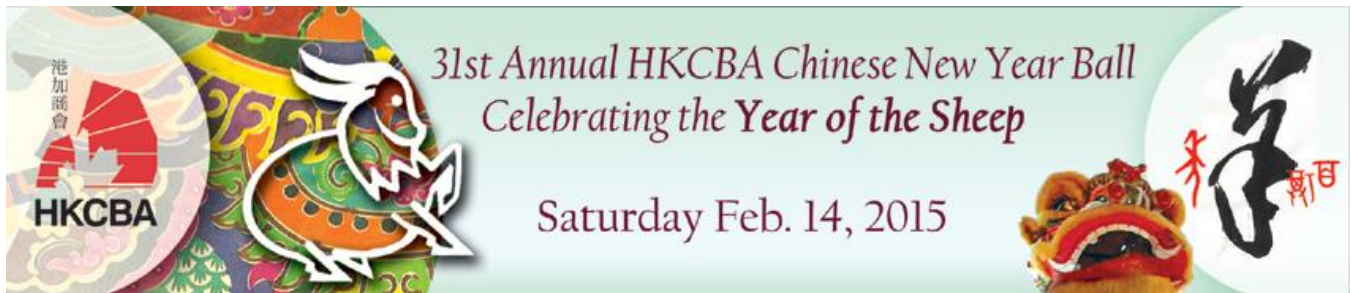 港加商會
HKCBA
31st Annual HKCBA Chinese New Year Ball
Celebrating the Year of the Sheep
Saturday Feb. 14, 2015
羊